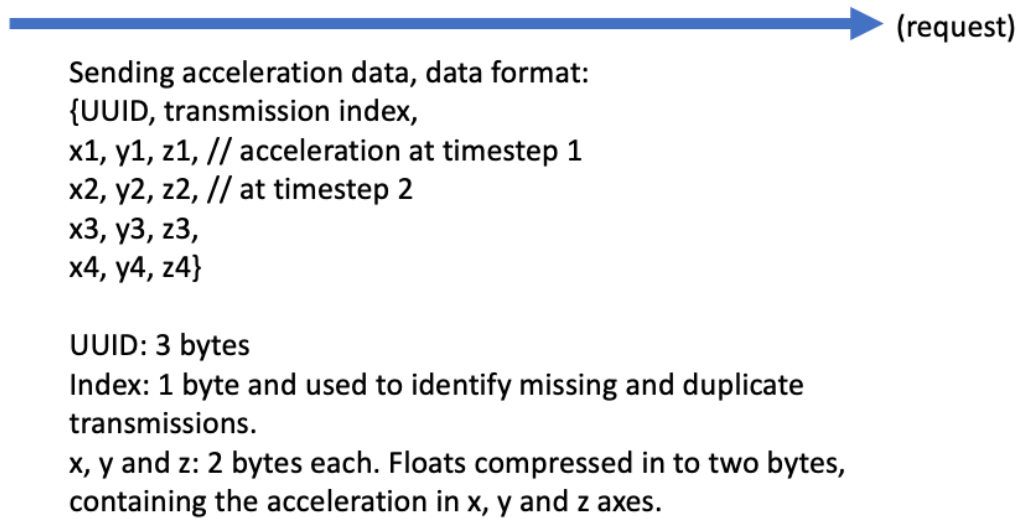 (request)
Sending acceleration data, data format:
{UUID, transmission index,
x1, y1, z1, // acceleration at timestep 1
x2, y2, z2, // at timestep 2
x3, y3, z3,
x4, y4, z4}
UUID: 3 bytes
Index: 1 byte and used to identify missing and duplicate
transmissions.
x, y and z: 2 bytes each. Floats compressed in to two bytes,
containing the acceleration in x, y and z axes.